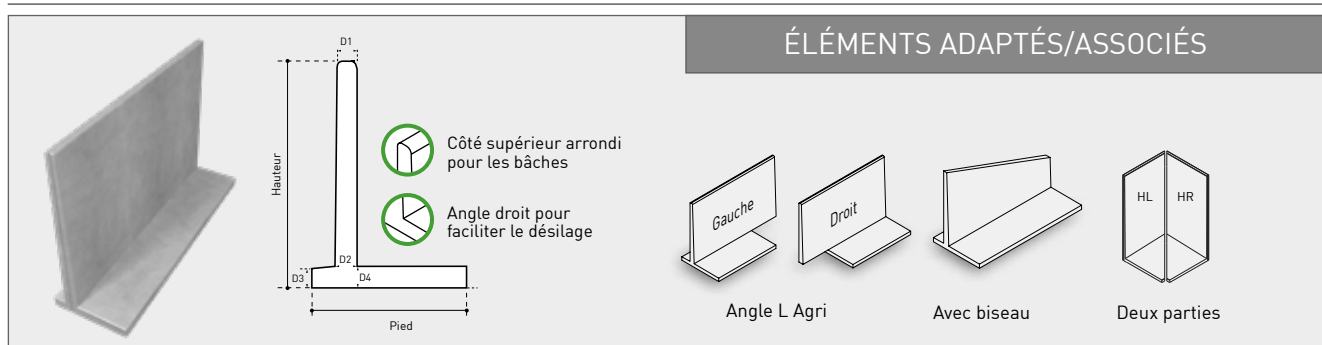 ÉLÉMENTS ADAPTÉS/ASSOCIÉS
D1
Hauteur
Côté supérieur arrondi
pour les bâches
Angle droit pour
faciliter le désilage
D2
D3
D4
Pied
Gauche
Droit
HL
HR
Angle L Agri
Avec biseau
Deux parties